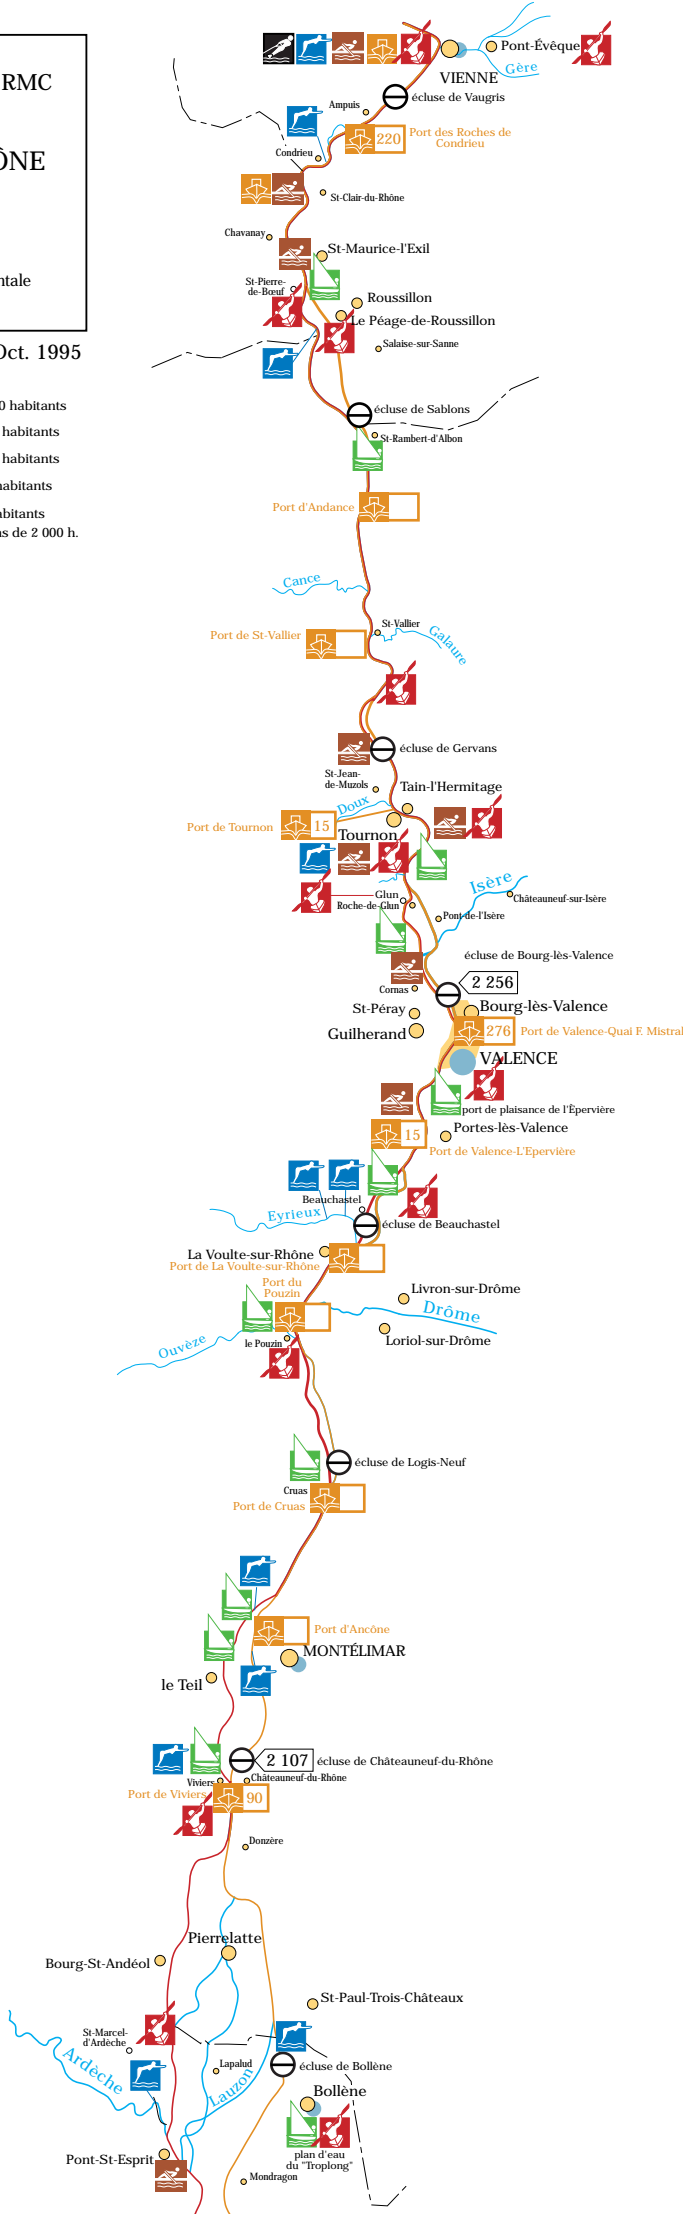 RMC
ÔNE
ntale
Oct. 1995
0 habitants
habitants
habitants
habitants
abitants
ns de 2 000 h.
Pont-Évêque
VIENNE
Gère
écluse de Vaugris
Ampuis
220
Port des Roches de
Condrieu
Condrieu
St-Clair-du-Rhône
Chavanay
St-Maurice-l'Exil
St-Pierre-
de-Bœuf
Roussillon
Le Péage-de-Roussillon
Salaise-sur-Sanne
écluse de Sablons
St-Rambert-d'Albon
Port d'Andance
Cance
St-Vallier
Port de St-Vallier
Galaure
écluse de Gervans
St-Jean-
de-Muzols
Tain-l'Hermitage
Doux
Port de Tournon
15
Tournon
Isère
Glun
Châteauneuf-sur-Isère
Roche-de-Glun
Pont-de-l'Isère
écluse de Bourg-lès-Valence
2 256
Cornas
St-Péray
Bourg-lès-Valence
Guilherand
276
Port de Valence-Quai F. Mistral
VALENCE
port de plaisance de l'Épervière
15
Portes-lès-Valence
Port de Valence-L'Epervière
Beauchastel
Eyrieux
écluse de Beauchastel
La Voulte-sur-Rhône
Port de La Voulte-sur-Rhône
Port du
Pouzin
Livron-sur-Drôme
Drôme
Ouvèze
le Pouzin
Loriol-sur-Drôme
écluse de Logis-Neuf
Cruas
Port de Cruas
Port d'Ancône
MONTÉLIMAR
le Teil
2 107
écluse de Châteauneuf-du-Rhône
Viviers
Châteauneuf-du-Rhône
Port de Viviers
90
Donzère
Pierrelatte
Bourg-St-Andéol
St-Paul-Trois-Châteaux
St-Marcel-
d'Ardèche
Ardèche
Lapalud
écluse de Bollène
Lauzon
Bollène
Pont-St-Esprit
plan d'eau
du "Troplong"
Mondragon